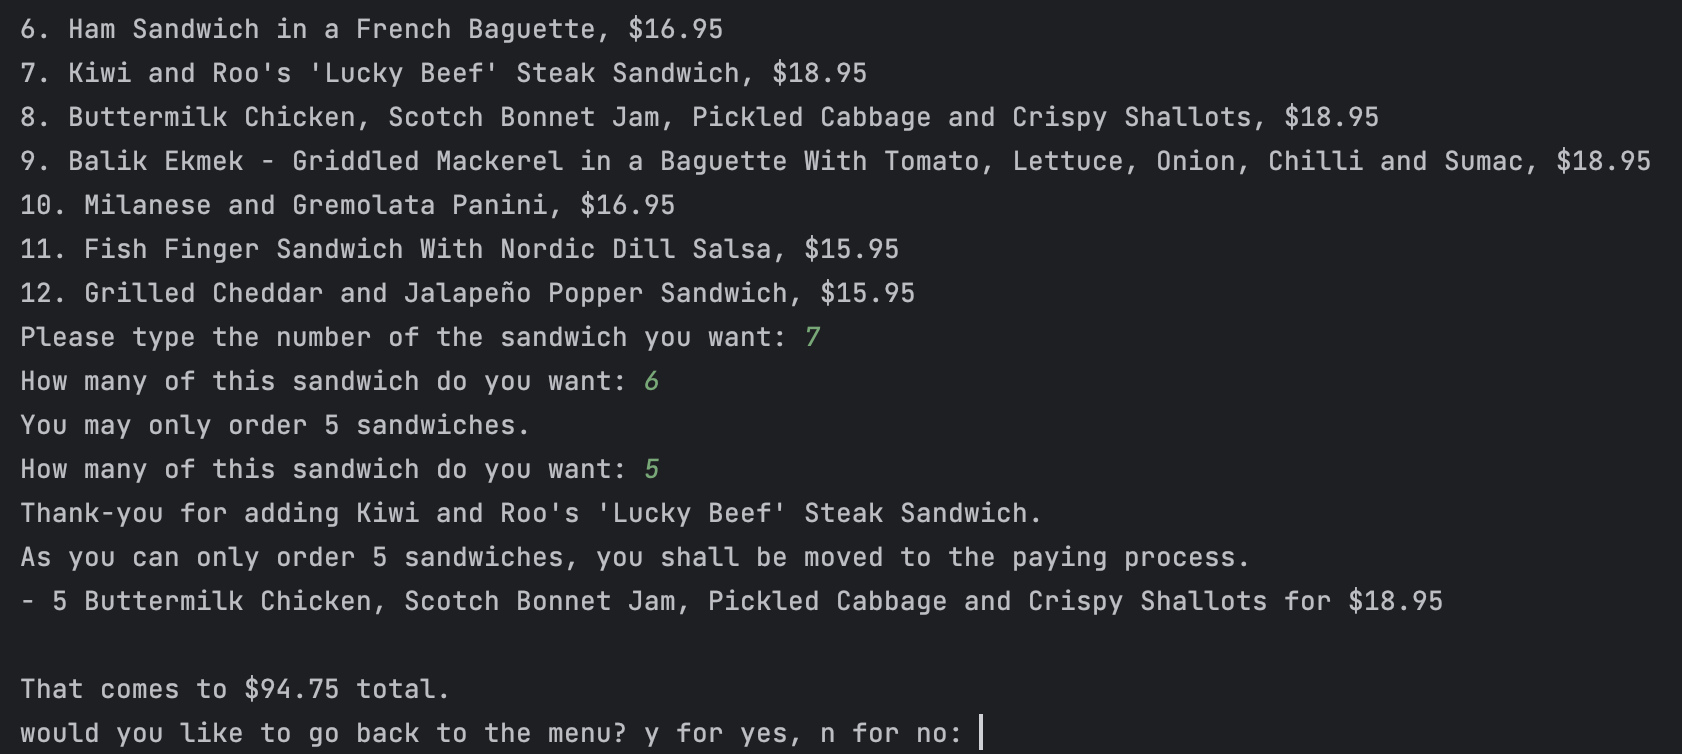 6. Ham Sandwich in a French Baguette, $16.95
7. Kiwi and Roo's 'Lucky Beef' Steak Sandwich, $18.95
8. Buttermilk Chicken, Scotch Bonnet Jam, Pickled Cabbage and Crispy Shallots, $18.95
9. Balik Ekmek - Griddled Mackerel in a Baguette With Tomato, Lettuce, Onion, Chilli and Sumac, $18.95
10. Milanese and Gremolata Panini, $16.95
11. Fish Finger Sandwich With Nordic Dill Salsa, $15.95
12. Grilled Cheddar and Jalapeño Popper Sandwich, $15.95
Please type the number of the sandwich you want: 7
How many of this sandwich do you want: 6
You may only order 5 sandwiches.
How many of this sandwich do you want: 5
Thank-you for adding Kiwi and Roo's 'Lucky Beef' Steak Sandwich.
As you can only order 5 sandwiches, you shall be moved to the paying process.
- 5 Buttermilk Chicken, Scotch Bonnet Jam, Pickled Cabbage and Crispy Shallots for $18.95
That comes to $94.75 total.
would you like to go back to the menu? y for yes, n for no: